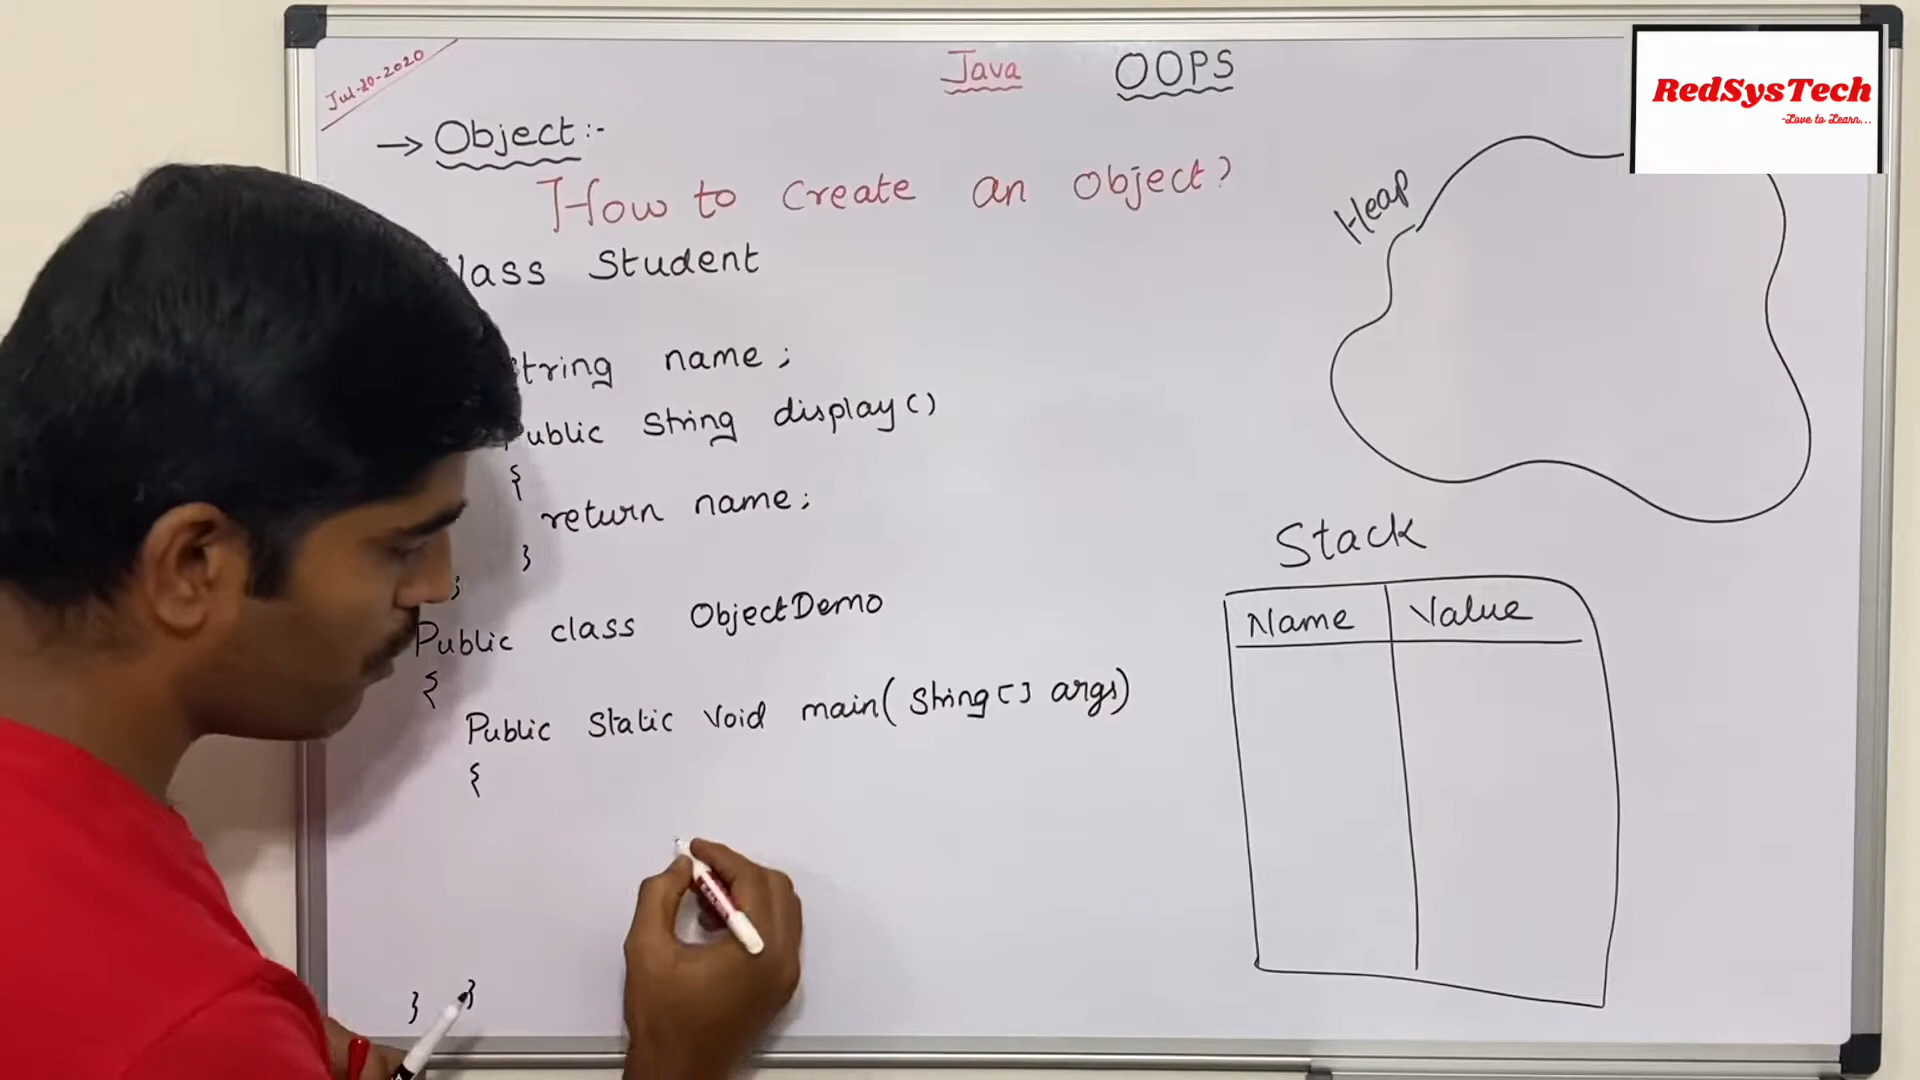 Jul-20-2020
Java OOPS
RedSysTech
-Love to Learn...
→ Object:-
How to create an object?
lass Student
tring name;
ublic String display()
{
return name;
}
}
Public class ObjectDemo
{
Public Static Void main(String[] args)
{
} }
Heap
Stack
Name Value